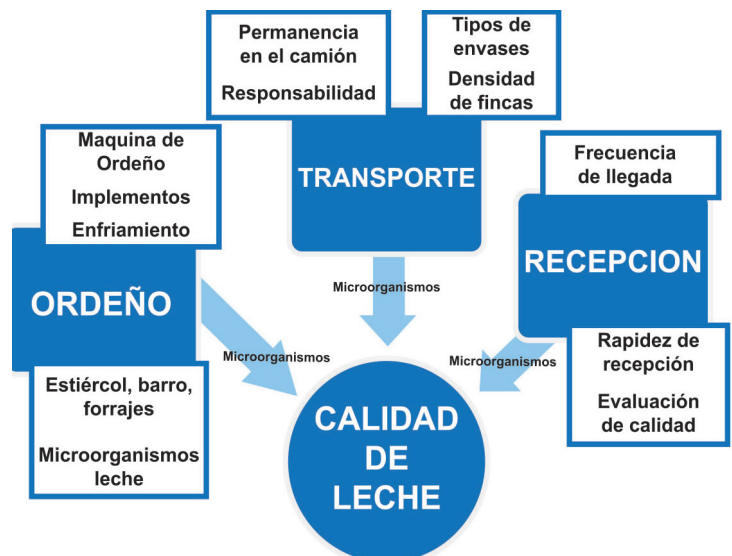 Permanencia
en el camión
Responsabilidad
Tipos de
envases
Densidad
de fincas
TRANSPORTE
Maquina de
Ordeño
Implementos
Enfriamiento
ORDEÑO
Estiércol, barro,
forrajes
Microorganismos
leche
Frecuencia
de llegada
RECEPCION
Rapidez de
recepción
Evaluación
de calidad
Microorganismos
Microorganismos
Microorganismos
CALIDAD
DE
LECHE